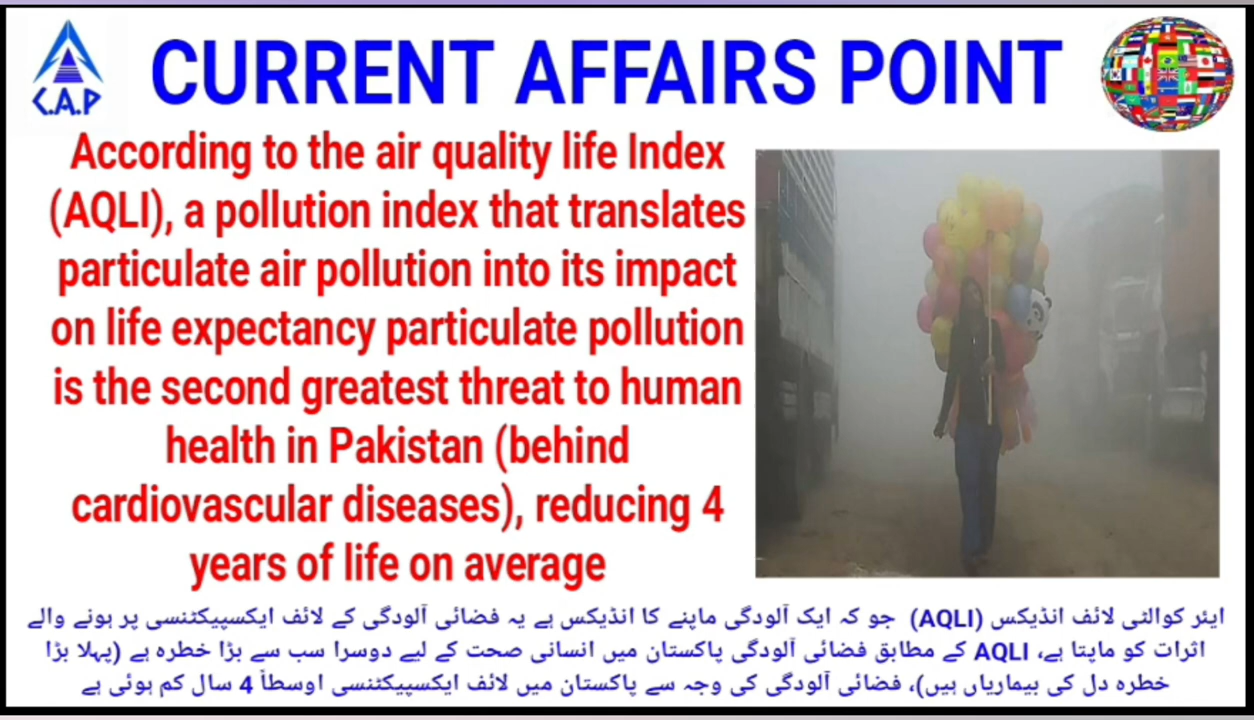 C.A.P
CURRENT AFFAIRS POINT
According to the air quality life Index
(AQLI), a pollution index that translates
particulate air pollution into its impact
on life expectancy particulate pollution
is the second greatest threat to human
health in Pakistan (behind
cardiovascular diseases), reducing 4
years of life on average
ایئر کوالٹی لائف انڈیکس (AQLI) جو کہ ایک آلودگی ماپنے کا انڈیکس ہے یہ فضائی آلودگی کے لائف ایکسپیکٹنسی پر ہونے والے
اثرات کو ماپتا ہے، AQLI کے مطابق فضائی آلودگی پاکستان میں انسانی صحت کے لیے دوسرا سب سے بڑا خطرہ ہے (پہلا بڑا
خطرہ دل کی بیماریاں ہیں)، فضائی آلودگی کی وجہ سے پاکستان میں لائف ایکسپیکٹنسی اوسطاً 4 سال کم ہوئی ہے